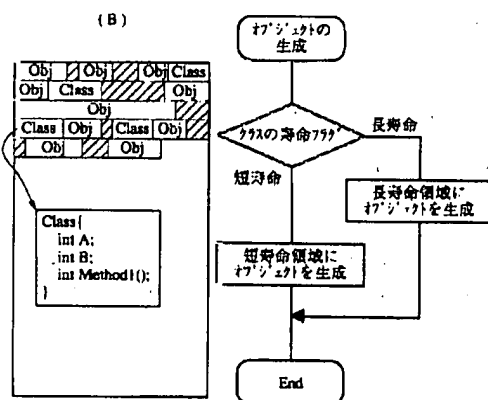 (B)
Obj Obj Obj Class
Obj Class Obj
Obj
Class Obj Class Obj
Obj Obj
Class{
int A;
int B;
int Method1();
}
オブジェクトの
生成
クラスの寿命フラグ
長寿命
短寿命
長寿命領域に
オブジェクトを生成
短寿命領域に
オブジェクトを生成
End